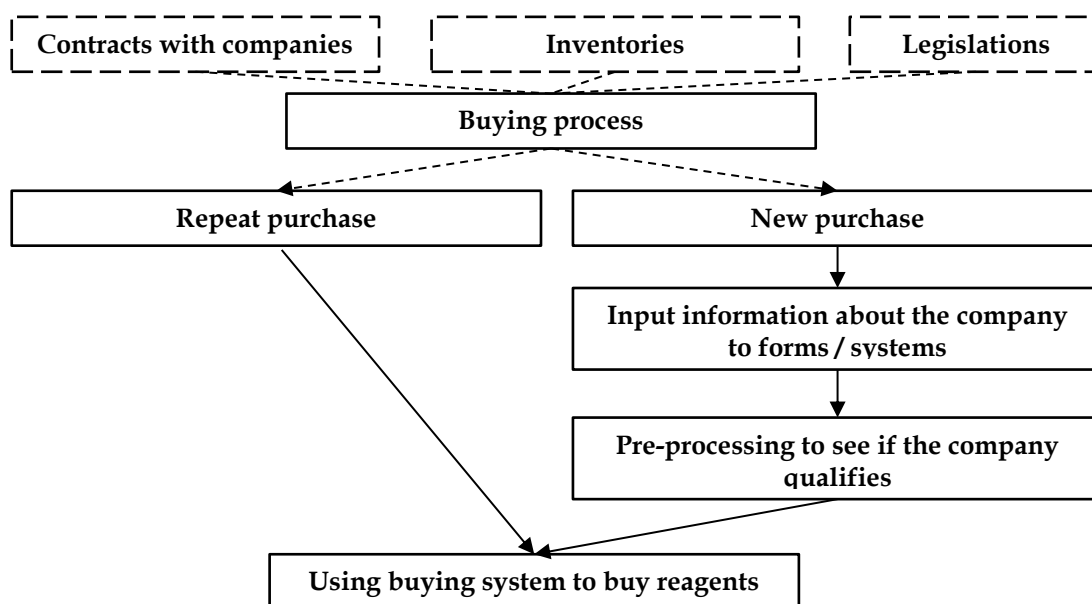 Contracts with companies
Inventories
Legislations
Buying process
Repeat purchase
New purchase
Input information about the company
to forms / systems
Pre-processing to see if the company
qualifies
Using buying system to buy reagents